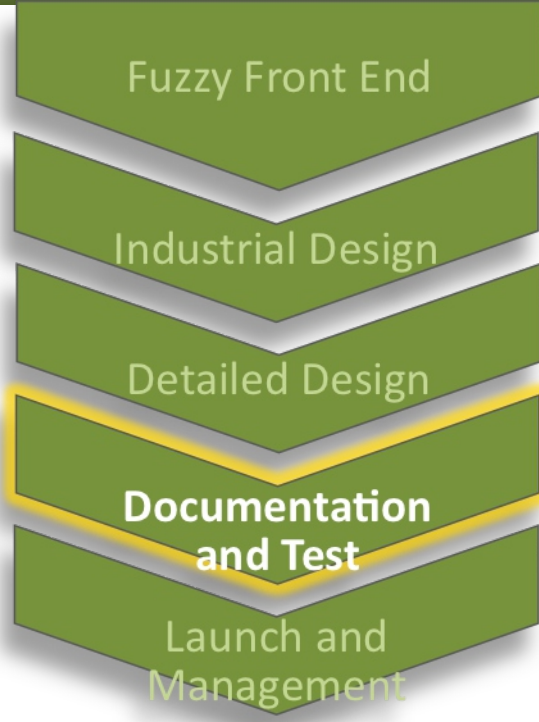 Fuzzy Front End
Industrial Design
Detailed Design
Documentation
and Test
Launch and
Management